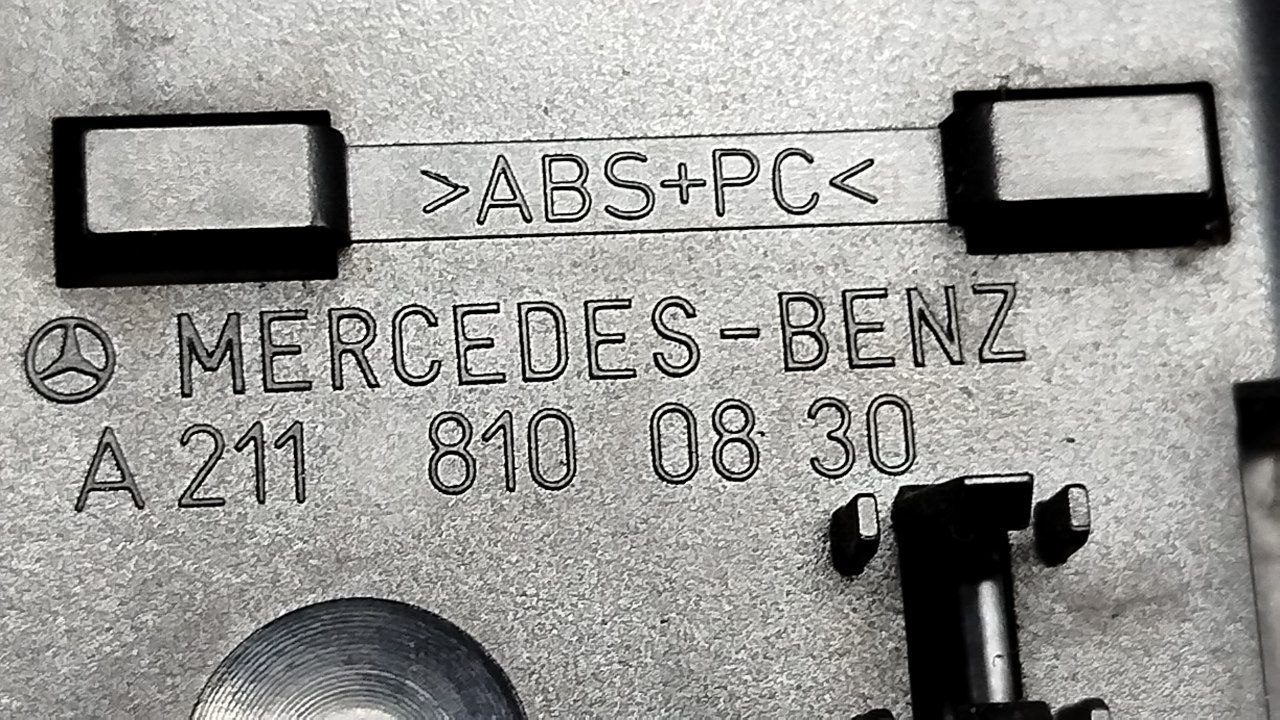 >ABS+PC<
MERCEDES-BENZ
A 211 810 08 30